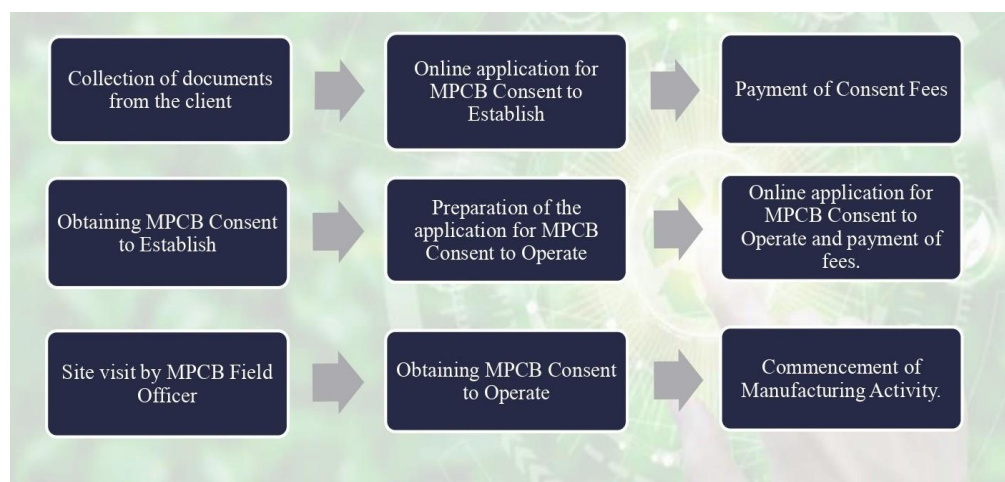 Collection of documents
from the client
Online application for
MPCB Consent to
Establish
Payment of Consent Fees
Obtaining MPCB Consent
to Establish
Preparation of the
application for MPCB
Consent to Operate
Online application for
MPCB Consent to
Operate and payment of
fees.
Site visit by MPCB Field
Officer
Obtaining MPCB Consent
to Operate
Commencement of
Manufacturing Activity.